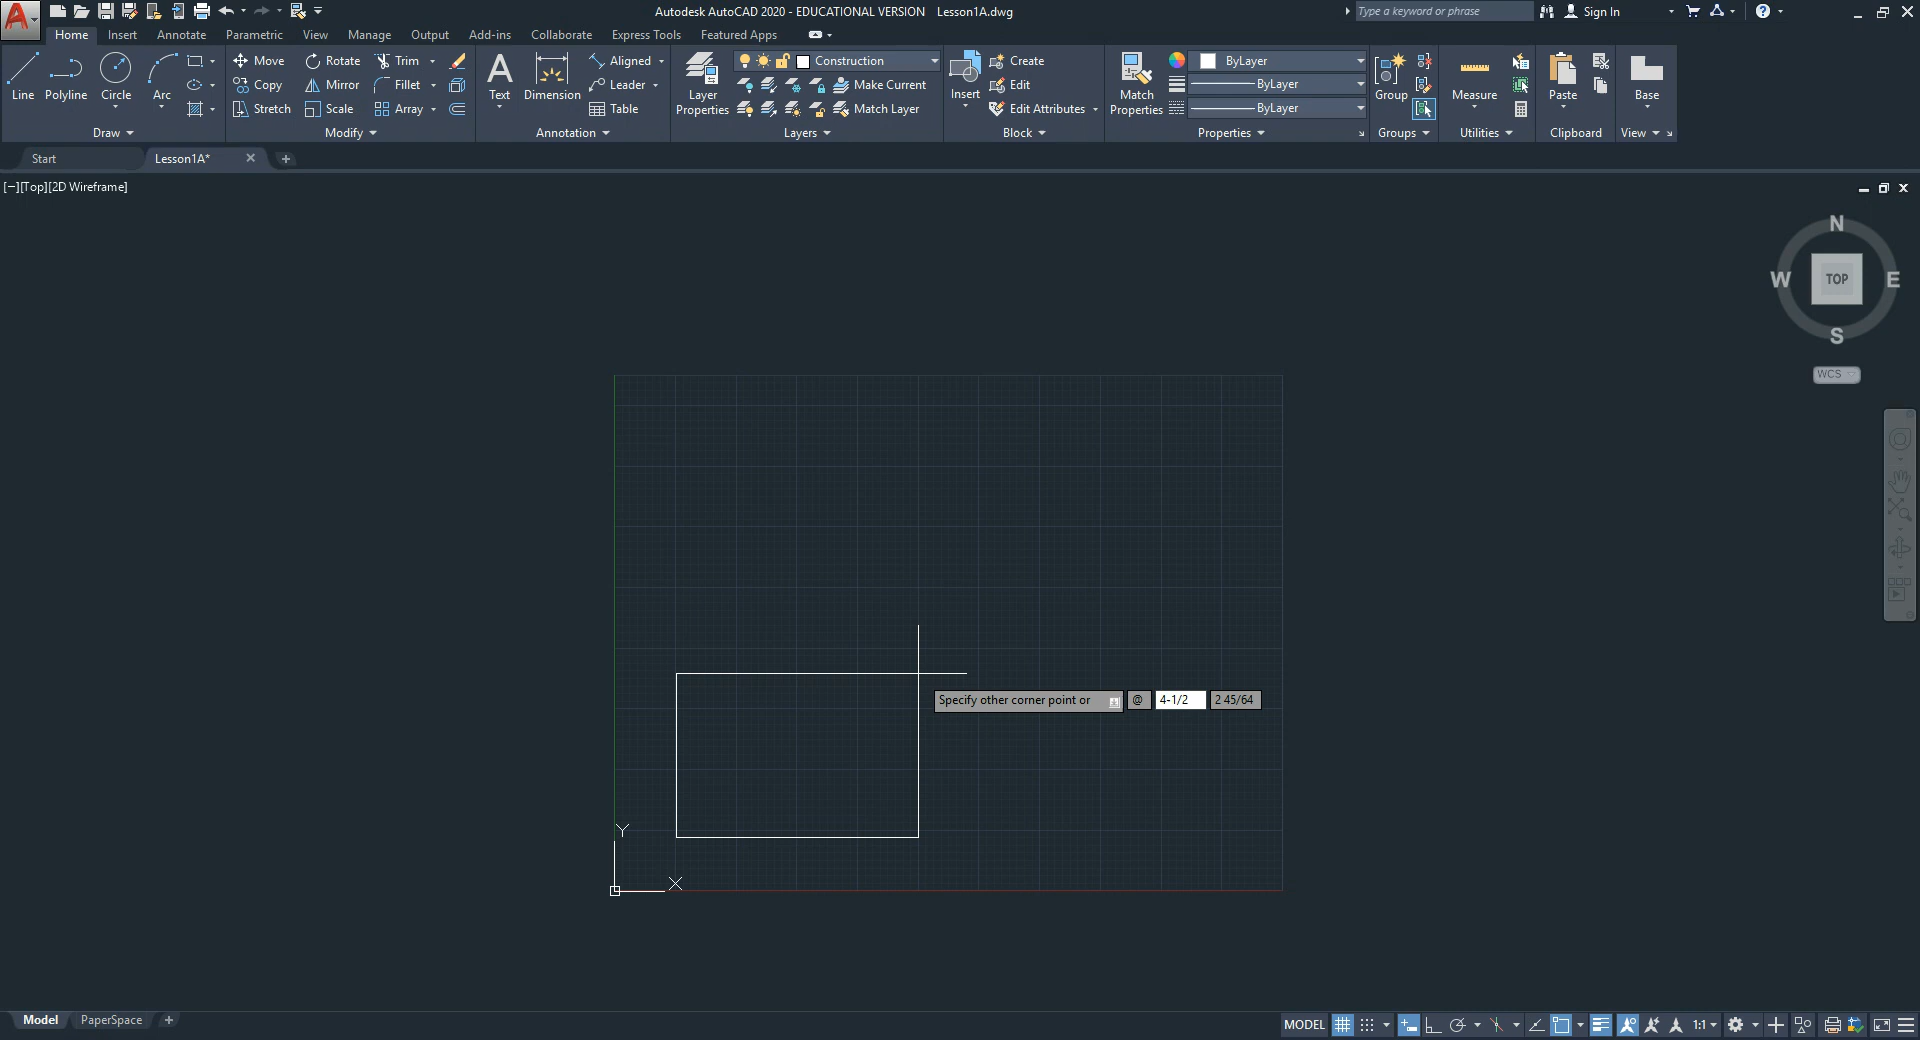 Autodesk AutoCAD 2020 - EDUCATIONAL VERSION Lesson1A.dwg
Type a keyword or phrase
Sign In
Home Insert Annotate Parametric View Manage Output Add-ins Collaborate Express Tools Featured Apps
Line
Polyline
Circle
Arc
Draw
Move
Rotate
Trim
Copy
Mirror
Fillet
Stretch
Scale
Array
Modify
Text
Dimension
Aligned
Leader
Table
Annotation
Layer
Properties
Construction
Make Current
Match Layer
Layers
Insert
Create
Edit
Edit Attributes
Block
Match
Properties
ByLayer
ByLayer
ByLayer
Properties
Group
Groups
Measure
Utilities
Paste
Clipboard
Base
View
Start
Lesson1A*
[−][Top][2D Wireframe]
N
W
TOP
E
S
WCS
Specify other corner point or @ 4-1/2 2 45/64
Y
X
Model PaperSpace
MODEL
1:1